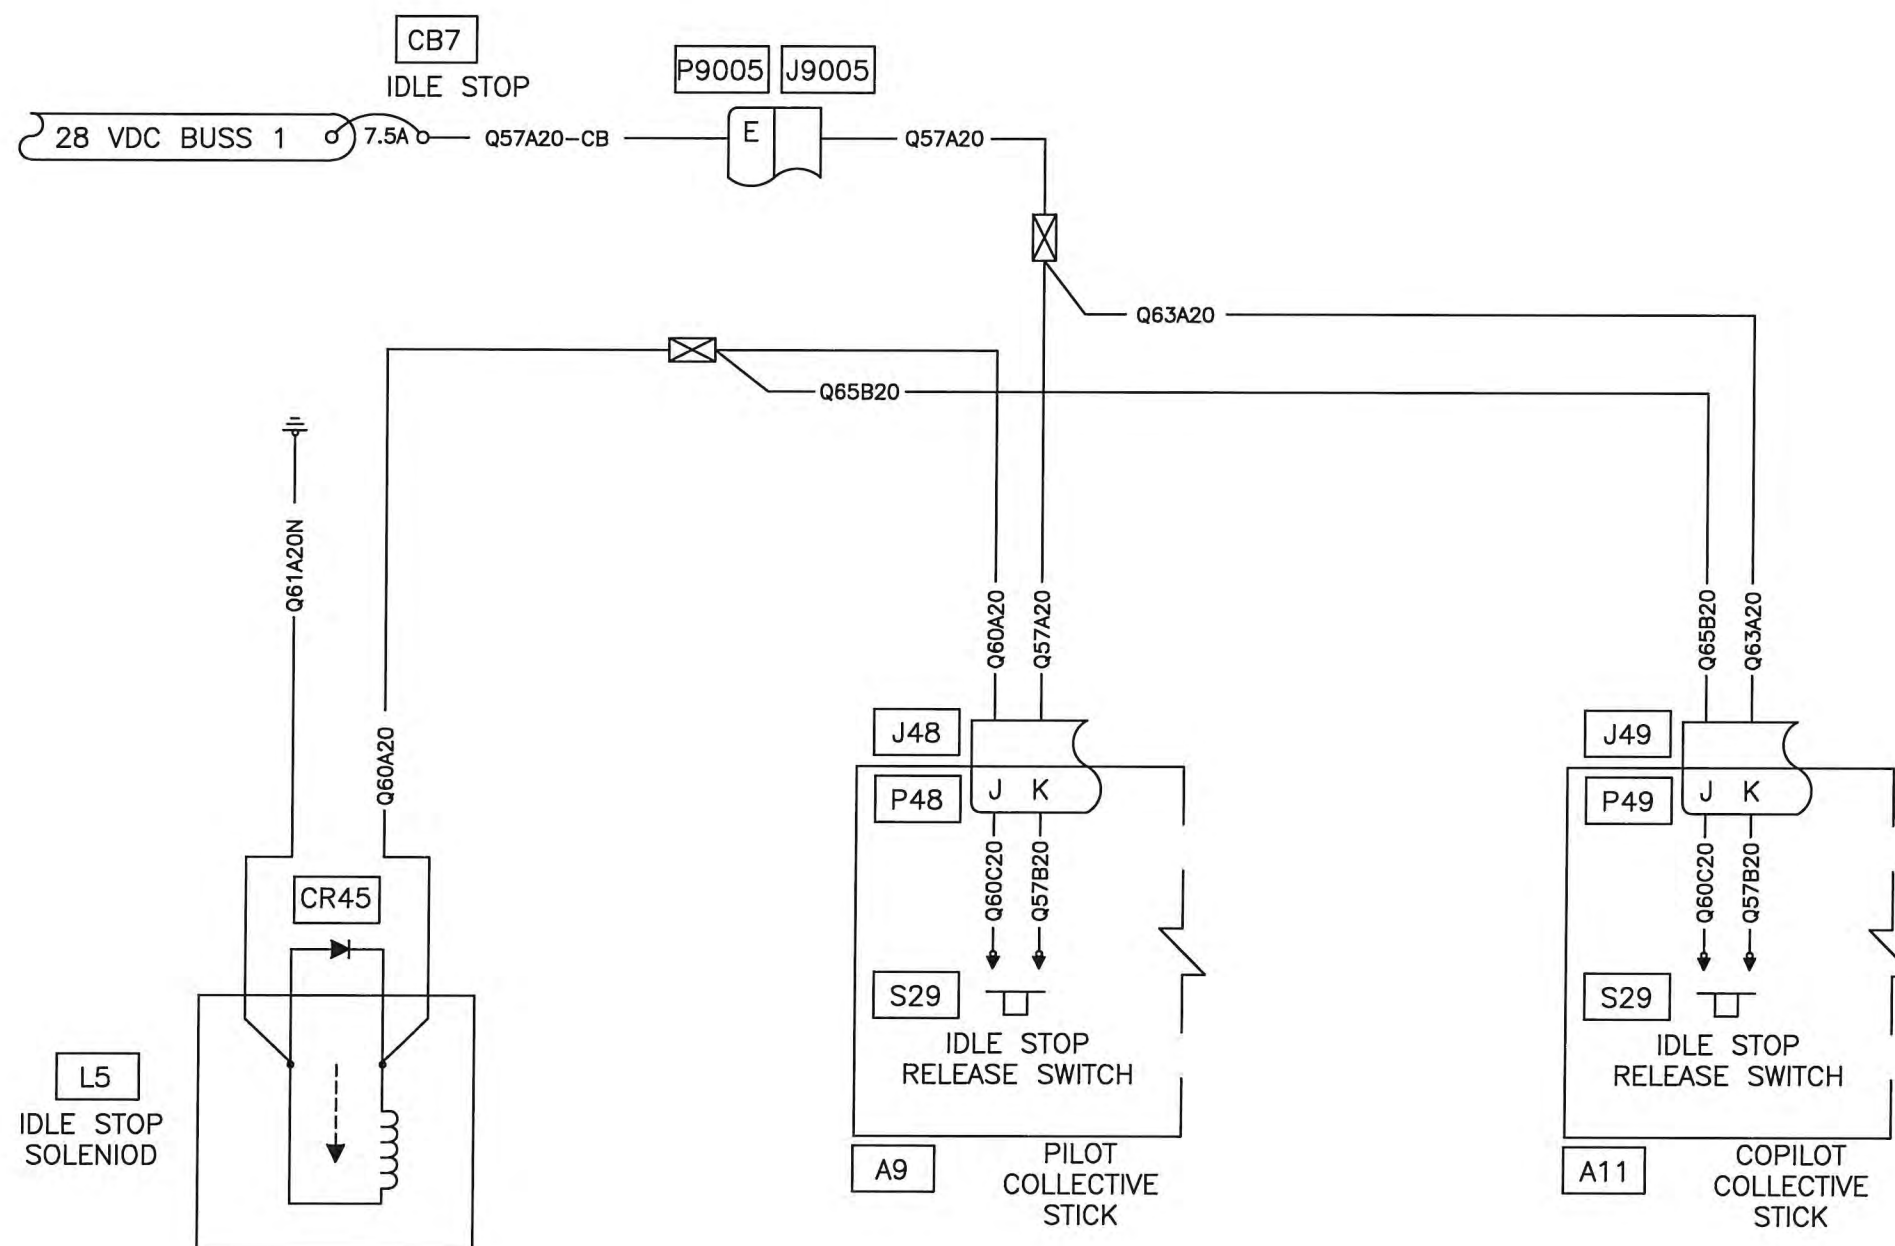 CB7
IDLE STOP
P9005
J9005
28 VDC BUSS 1
7.5A
Q57A20-CB
E
Q57A20
Q63A20
Q65B20
Q61A20N
Q60A20
Q60A20
Q57A20
Q65B20
Q63A20
J48
P48
J K
Q60C20
Q57B20
J49
P49
J K
Q60C20
Q57B20
CR45
S29
IDLE STOP
RELEASE SWITCH
S29
IDLE STOP
RELEASE SWITCH
L5
IDLE STOP
SOLENIOD
A9
PILOT
COLLECTIVE
STICK
A11
COPILOT
COLLECTIVE
STICK